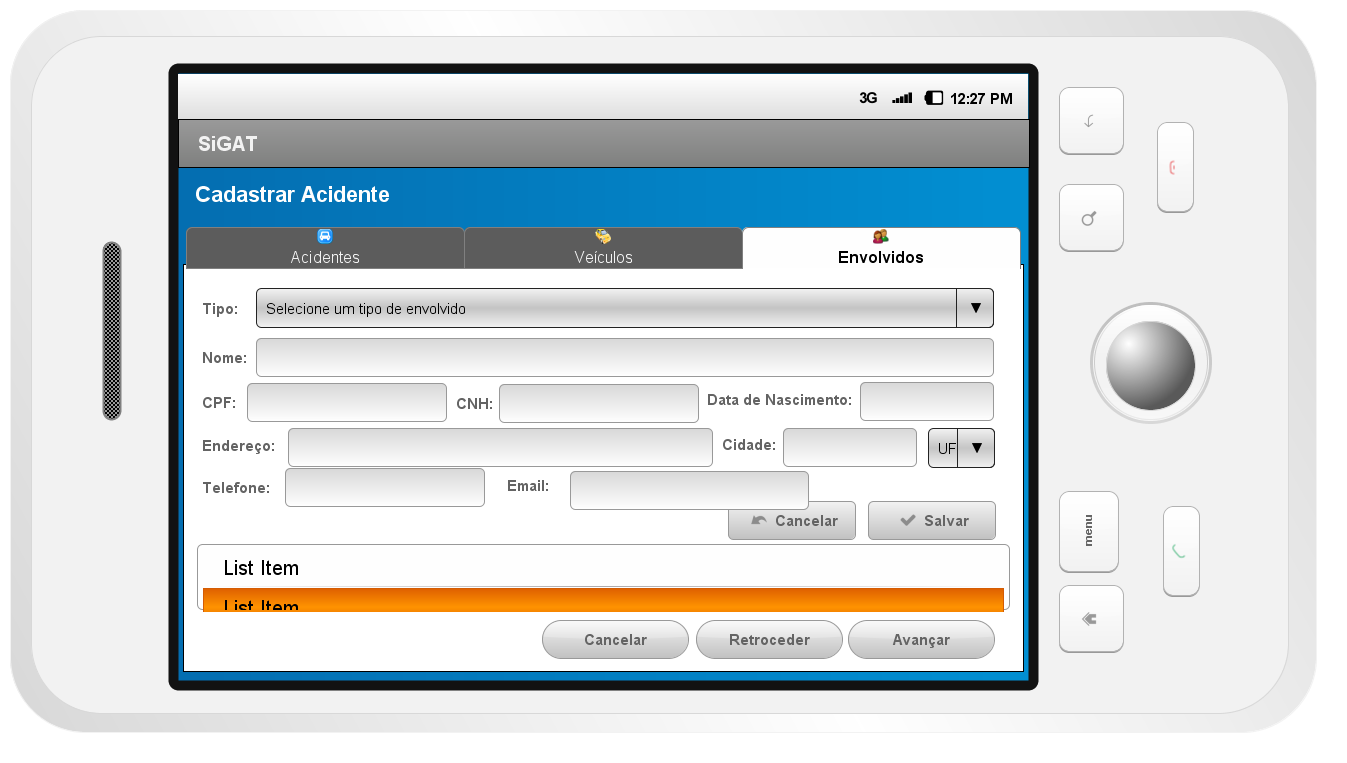 3G 12:27 PM
SiGAT
Cadastrar Acidente
Acidentes Veículos Envolvidos
Tipo: Selecione um tipo de envolvido
Nome:
CPF: CNH: Data de Nascimento:
Endereço: Cidade: UF
Telefone: Email:
Cancelar Salvar
List Item
List Item
Cancelar Retroceder Avançar
menu